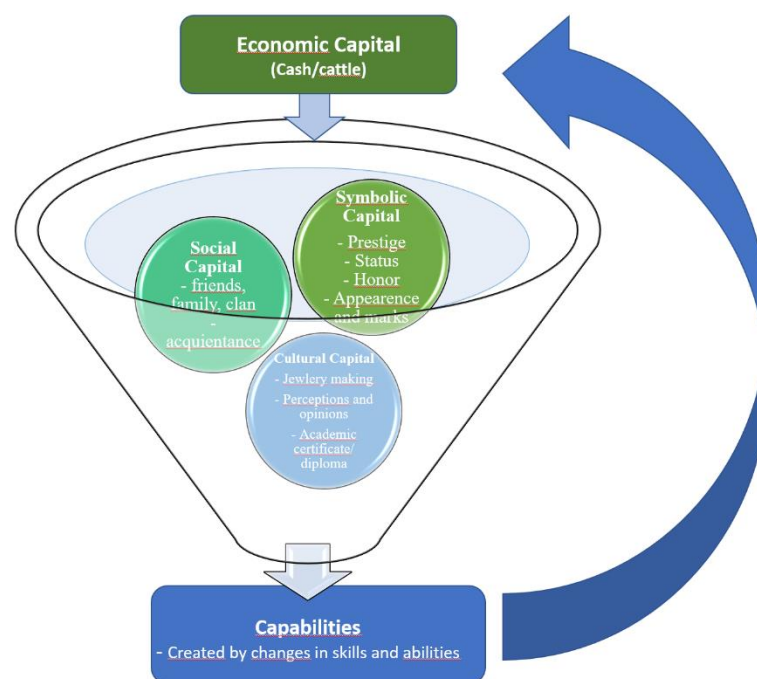 Economic Capital
(Cash/cattle)
Symbolic
Capital
- Prestige
- Status
- Honor
- Appearence
and marks
Social
Capital
- friends,
family, clan
-
acquientance
Cultural Capital
- Jewlery making
- Perceptions and
opinions
- Academic
certificate/
diploma
Capabilities
- Created by changes in skills and abilities